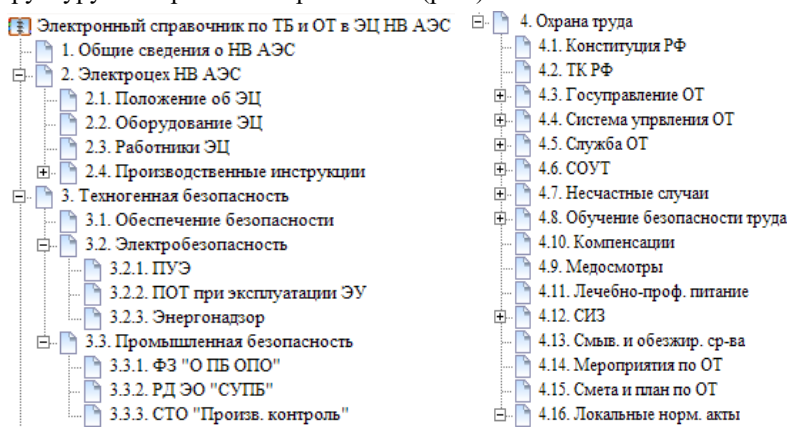 Электронный справочник по ТБ и ОТ в ЭЦ НВ АЭС
1. Общие сведения о НВ АЭС
2. Электроцех НВ АЭС
2.1. Положение об ЭЦ
2.2. Оборудование ЭЦ
2.3. Работники ЭЦ
2.4. Производственные инструкции
3. Техногенная безопасность
3.1. Обеспечение безопасности
3.2. Электробезопасность
3.2.1. ПУЭ
3.2.2. ПОТ при эксплуатации ЭУ
3.2.3. Энергонадзор
3.3. Промышленная безопасность
3.3.1. ФЗ "О ПБ ОПО"
3.3.2. РД ЭО "СУПБ"
3.3.3. СТО "Произв. контроль"
4. Охрана труда
4.1. Конституция РФ
4.2. ТК РФ
4.3. Госуправление ОТ
4.4. Система упрвления ОТ
4.5. Служба ОТ
4.6. СОУТ
4.7. Несчастные случаи
4.8. Обучение безопасности труда
4.10. Компенсации
4.9. Медосмотры
4.11. Лечебно-проф. питание
4.12. СИЗ
4.13. Смыв. и обезжир. ср-ва
4.14. Мероприятия по ОТ
4.15. Смета и план по ОТ
4.16. Локальные норм. акты